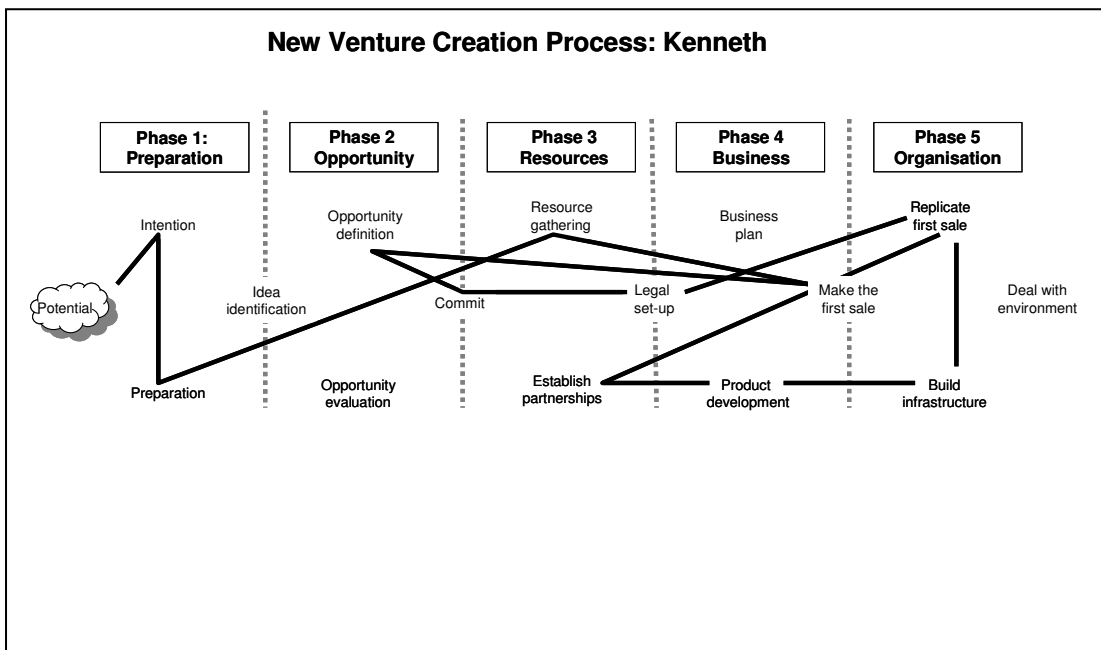 New Venture Creation Process: Kenneth
Phase 1:
Preparation
Phase 2
Opportunity
Phase 3
Resources
Phase 4
Business
Phase 5
Organisation
Intention
Opportunity
definition
Resource
gathering
Business
plan
Replicate
first sale
Potential
Idea
identification
Commit
Legal
set-up
Make the
first sale
Deal with
environment
Preparation
Opportunity
evaluation
Establish
partnerships
Product
development
Build
infrastructure